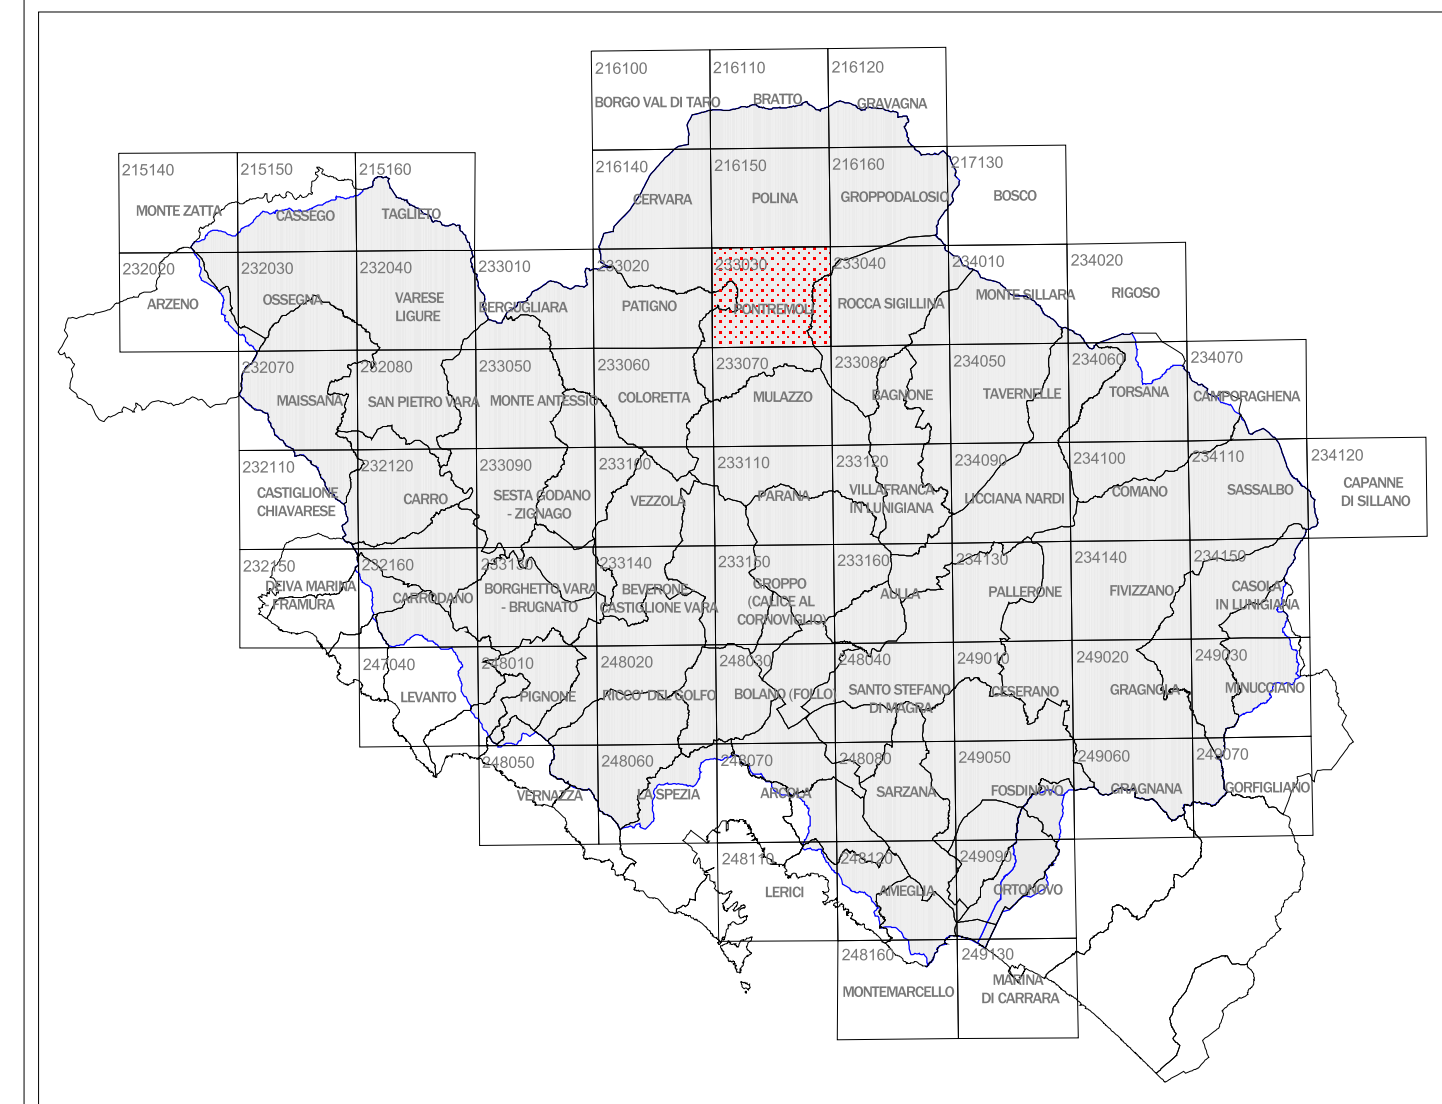 216100
216110
216120
BORGO VAL DI TARO
BRATTO
GRAVAGNA
215140
215150
215160
216140
216150
216160
217130
MONTE ZATTA
CASSEGO
TAGLIETO
CERVARA
POLINA
GROPPODALOSIO
BOSCO
232020
232030
232040
233010
233020
233030
233040
234010
234020
ARZENO
OSSEGNA
VARESE
LIGURE
BERGUGLIARA
PATIGNO
PONTREMOLI
ROCCA SIGILLINA
MONTE SILLARA
RIGOSO
232070
232080
233050
233060
233070
233080
234050
234060
234070
MAISSANA
SAN PIETRO VARA
MONTE ANTESSIO
COLORETTA
MULAZZO
BAGNONE
TAVERNELLE
TORSANA
CAMPORAGHENA
232110
232120
233090
233100
233110
233120
234090
234100
234110
234120
CASTIGLIONE
CHIAVARESE
CARRO
SESTA GODANO
- ZIGNAGO
VEZZOLA
PARANA
VILLAFRANCA
IN LUNIGIANA
LICCIANA NARDI
COMANO
SASSALBO
CAPANNE
DI SILLANO
232150
232160
233130
233140
233150
233160
234130
234140
234150
DEIVA MARINA
- FRAMURA
CARRODANO
BORGHETTO VARA
- BRUGNATO
BEVERONE
CASTIGLIONE VARA
GROPPO
(CALICE AL
CORNOVIGLIO)
AULLA
PALLERONE
FIVIZZANO
CASOLA
IN LUNIGIANA
247040
248010
248020
248030
248040
249010
249020
249030
LEVANTO
PIGNONE
RICCO' DEL GOLFO
BOLANO (FOLLO)
SANTO STEFANO
DI MAGRA
CESERANO
GRAGNOLA
MINUCCIANO
248050
248060
248070
248080
249050
249060
249070
VERNAZZA
LA SPEZIA
ARCOLA
SARZANA
FOSDINOVO
GRAGNANA
GORFIGLIANO
248110
248120
249090
LERICI
AMEGLIA
ORTONOVO
248160
249130
MONTEMARCELLO
MARINA
DI CARRARA